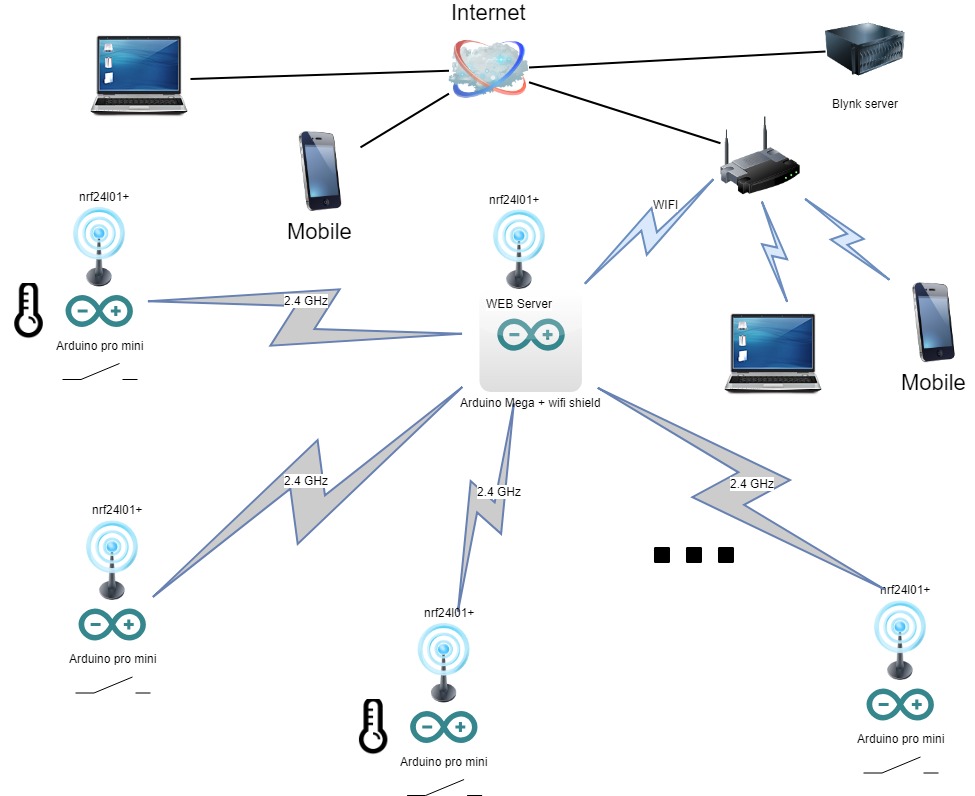 Internet
Blynk server
Mobile
nrf24l01+
nrf24l01+
WIFI
2.4 GHz
WEB Server
Arduino pro mini
Mobile
Arduino Mega + wifi shield
2.4 GHz
2.4 GHz
2.4 GHz
nrf24l01+
nrf24l01+
nrf24l01+
Arduino pro mini
Arduino pro mini
Arduino pro mini